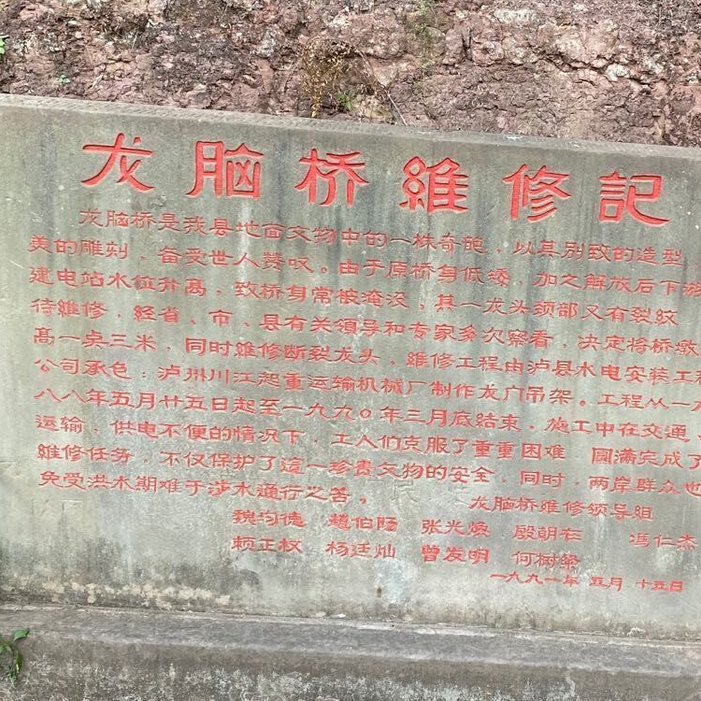 龙脑桥維修記
龙脑桥是我县地面文物中的一株奇葩，以其别致的造型
美的雕刻，备受世人赞叹。由于原桥身低矮，加之解放后下游
建电站水位升高，致桥身常被淹没，其一龙头颈部又有裂紋
待維修，经省、市、县有关领导和专家多次察看，决定将桥墩
高一点三米，同时維修断裂龙头，維修工程由泸县水电安装工程
公司承包；泸州川江起重运输机械厂制作龙门吊架。工程从一九
八八年五月廿五日起至一九九〇年三月底结束。施工中在交通、
运输，供电不便的情况下，工人们克服了重重困难，圆满完成了
維修任务，不仅保护了這一珍贵文物的安全，同时，两岸群众也
免受洪水期难于涉水通行之苦。
龙脑桥維修领导组
魏均德 趙伯陽 张光焕 殷朝 冯仁杰
赖正权 杨廷灿 曾发明 何树樑
一九九一年 五月 十五日